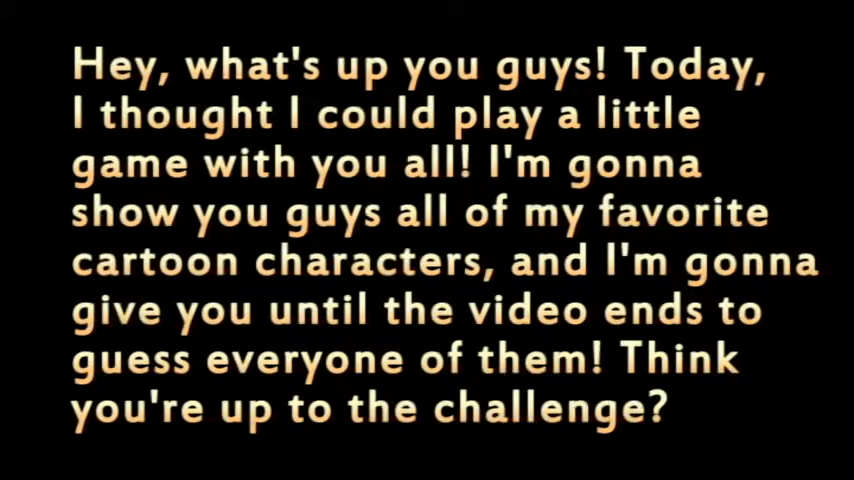 Hey, what's up you guys! Today,
I thought I could play a little
game with you all! I'm gonna
show you guys all of my favorite
cartoon characters, and I'm gonna
give you until the video ends to
guess everyone of them! Think
you're up to the challenge?